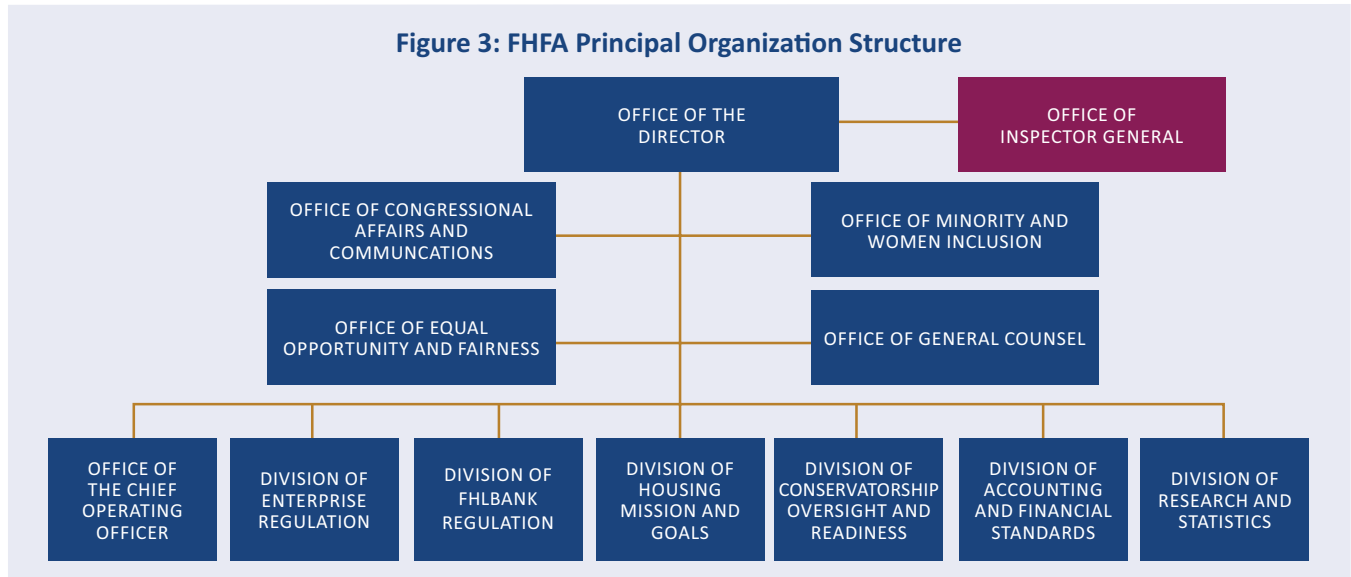 Figure 3: FHFA Principal Organization Structure
OFFICE OF THE
DIRECTOR
OFFICE OF
INSPECTOR GENERAL
OFFICE OF CONGRESSIONAL
AFFAIRS AND
COMMUNCATIONS
OFFICE OF MINORITY AND
WOMEN INCLUSION
OFFICE OF EQUAL
OPPORTUNITY AND FAIRNESS
OFFICE OF GENERAL COUNSEL
OFFICE OF
THE CHIEF
OPERATING
OFFICER
DIVISION OF
ENTERPRISE
REGULATION
DIVISION OF
FHLBANK
REGULATION
DIVISION OF
HOUSING
MISSION AND
GOALS
DIVISION OF
CONSERVATORSHIP
OVERSIGHT AND
READINESS
DIVISION OF
ACCOUNTING
AND FINANCIAL
STANDARDS
DIVISION OF
RESEARCH AND
STATISTICS